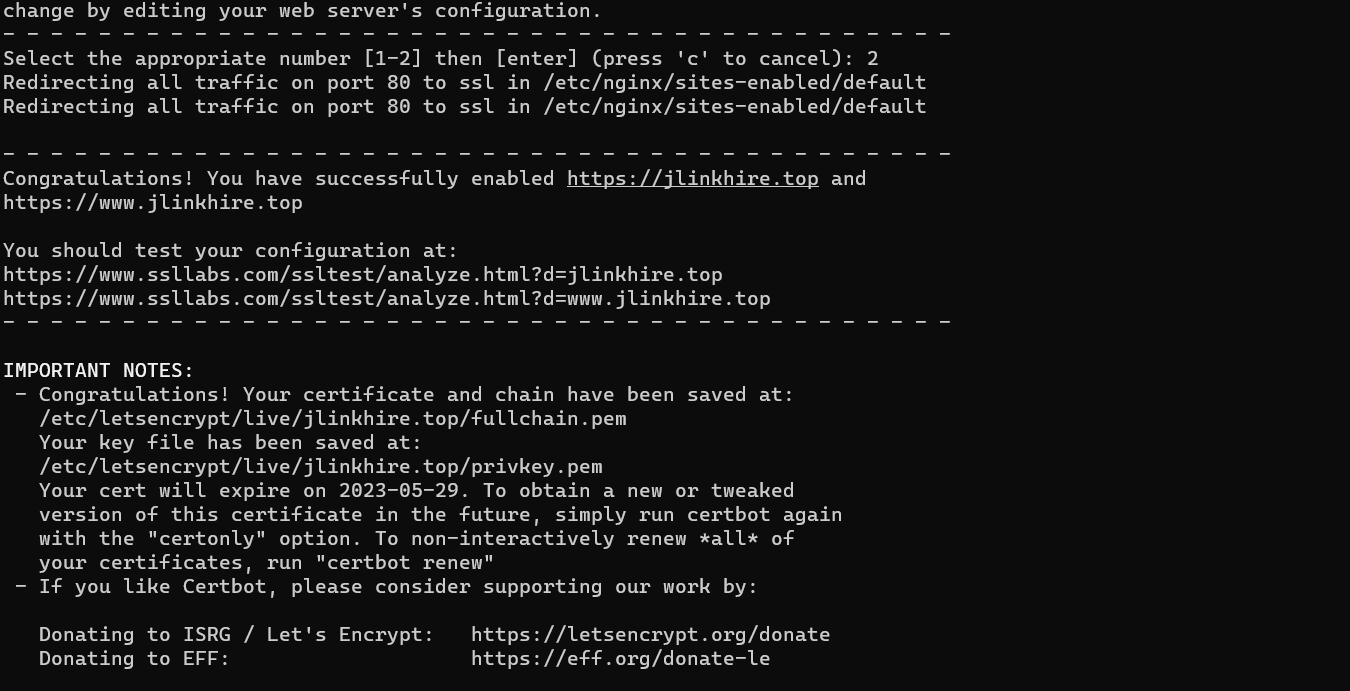 change by editing your web server's configuration.
- - - - - - - - - - - - - - - - - - - - - - - - - - - - - - - - - - - - - - - -
Select the appropriate number [1-2] then [enter] (press 'c' to cancel): 2
Redirecting all traffic on port 80 to ssl in /etc/nginx/sites-enabled/default
Redirecting all traffic on port 80 to ssl in /etc/nginx/sites-enabled/default
- - - - - - - - - - - - - - - - - - - - - - - - - - - - - - - - - - - - - - - -
Congratulations! You have successfully enabled https://jlinkhire.top and
https://www.jlinkhire.top
You should test your configuration at:
https://www.ssllabs.com/ssltest/analyze.html?d=jlinkhire.top
https://www.ssllabs.com/ssltest/analyze.html?d=www.jlinkhire.top
- - - - - - - - - - - - - - - - - - - - - - - - - - - - - - - - - - - - - - - -
IMPORTANT NOTES:
- Congratulations! Your certificate and chain have been saved at:
/etc/letsencrypt/live/jlinkhire.top/fullchain.pem
Your key file has been saved at:
/etc/letsencrypt/live/jlinkhire.top/privkey.pem
Your cert will expire on 2023-05-29. To obtain a new or tweaked
version of this certificate in the future, simply run certbot again
with the "certonly" option. To non-interactively renew *all* of
your certificates, run "certbot renew"
- If you like Certbot, please consider supporting our work by:
Donating to ISRG / Let's Encrypt:   https://letsencrypt.org/donate
Donating to EFF:                    https://eff.org/donate-le